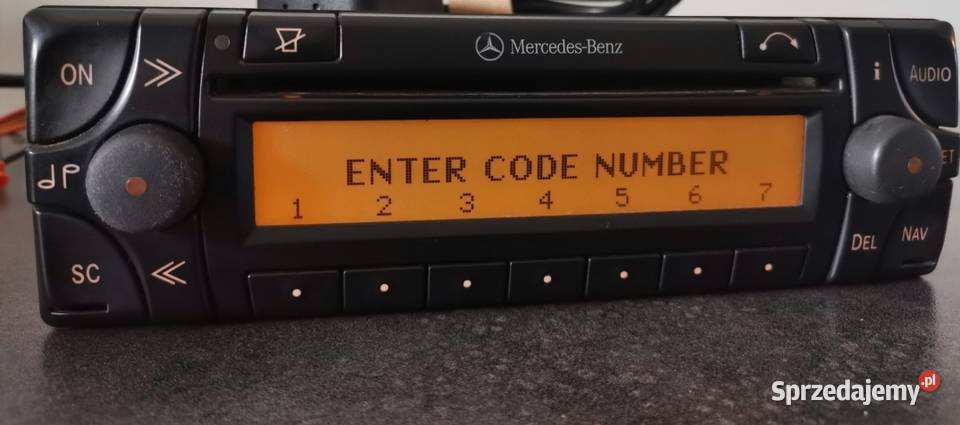 Mercedes-Benz
ON
i
AUDIO
ENTER CODE NUMBER
1 2 3 4 5 6 7
SC
DEL
NAV
Sprzedajemy.pl